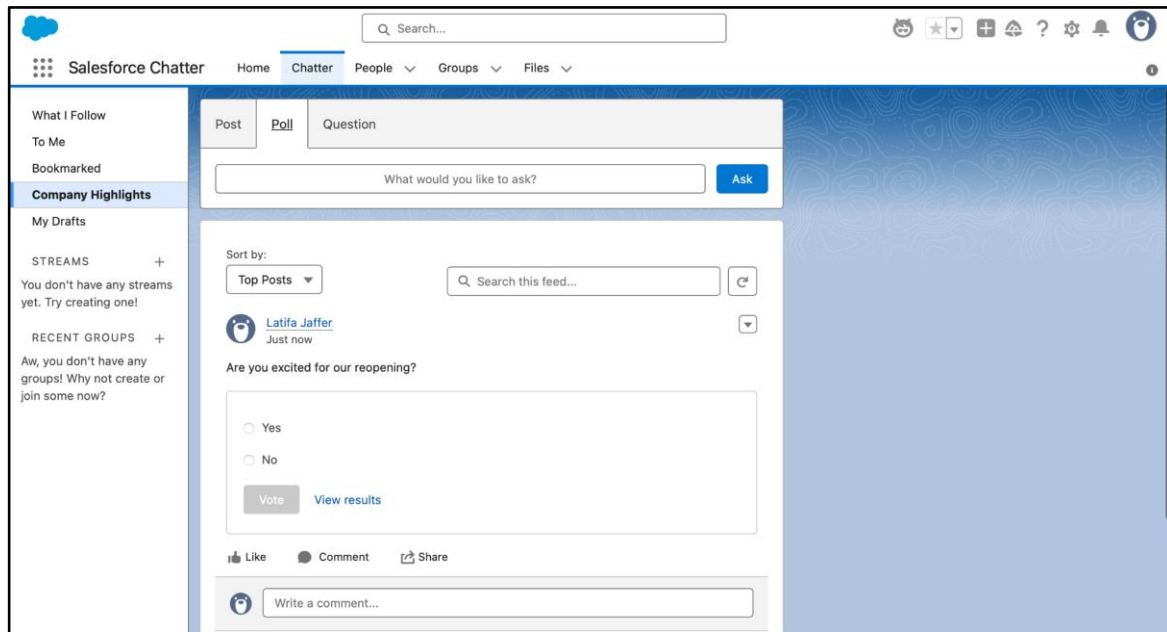 Search...
Salesforce Chatter
Home
Chatter
People
Groups
Files
What I Follow
To Me
Bookmarked
Company Highlights
My Drafts
STREAMS
You don't have any streams
yet. Try creating one!
RECENT GROUPS
Aw, you don't have any
groups! Why not create or
join some now?
Post
Poll
Question
What would you like to ask?
Ask
Sort by:
Top Posts
Search this feed...
Latifa Jaffer
Just now
Are you excited for our reopening?
Yes
No
Vote
View results
Like
Comment
Share
Write a comment...